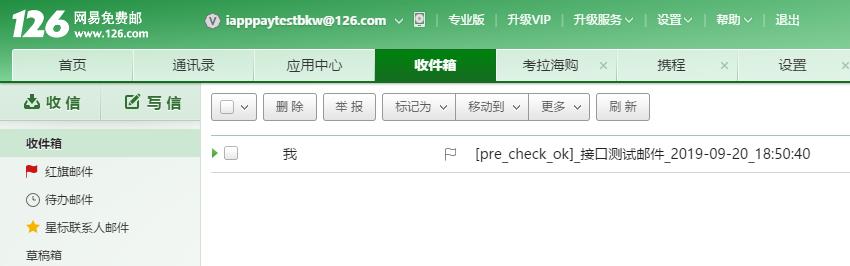 126 网易免费邮
www.126.com
iapppaytestbkw@126.com 专业版 升级VIP 升级服务 设置 帮助 退出
首页 通讯录 应用中心 收件箱 考拉海购 × 携程 × 设置 ×
收信 写信
删除 举报 标记为 移动到 更多 刷新
收件箱
我 [pre_check_ok]_接口测试邮件_2019-09-20_18:50:40
红旗邮件
待办邮件
星标联系人邮件
草稿箱